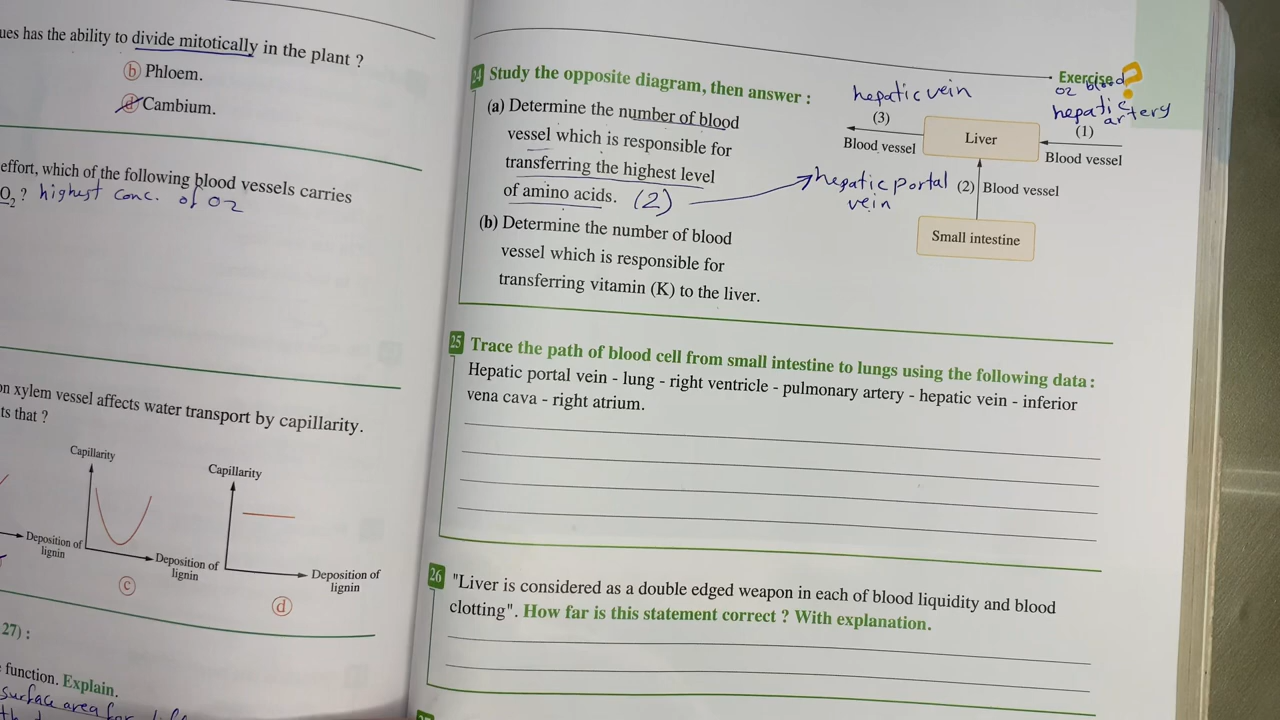 ues has the ability to divide mitotically in the plant ?
b Phloem.
d Cambium.
effort, which of the following blood vessels carries
O2 ? highest conc. of O2
on xylem vessel affects water transport by capillarity.
ts that ?
Capillarity
Deposition of
lignin
Deposition of
lignin
c
Capillarity
Deposition of
lignin
d
27) :
function. Explain.
surface area for
Exercised
24 Study the opposite diagram, then answer :
(a) Determine the number of blood
vessel which is responsible for
transferring the highest level
of amino acids. (2)
(b) Determine the number of blood
vessel which is responsible for
transferring vitamin (K) to the liver.
hepatic vein
(3)
Blood vessel
Liver
O2 blood
hepatic
artery
(1)
Blood vessel
hepatic portal
vein
(2) Blood vessel
Small intestine
25 Trace the path of blood cell from small intestine to lungs using the following data :
Hepatic portal vein - lung - right ventricle - pulmonary artery - hepatic vein - inferior
vena cava - right atrium.
26 "Liver is considered as a double edged weapon in each of blood liquidity and blood
clotting". How far is this statement correct ? With explanation.